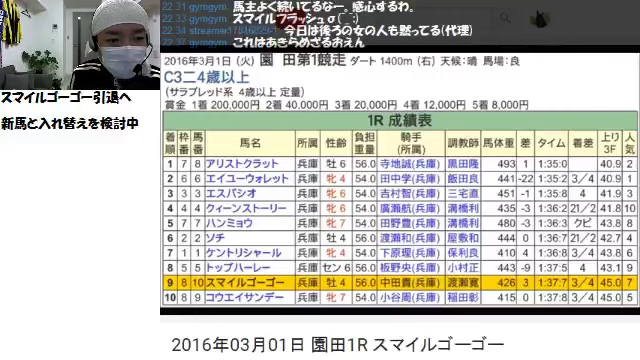 22 31 gymgym. 馬主よく続いてるなー。感心するわ。
22 33 gymgym. スマイルフラッシュσ(^_^;)
今日は後ろの女の人も黙ってる(代理)
22 37 gymgym. これはあきらめざるおえん
スマイルゴーゴー引退へ
新馬と入れ替えを検討中
2016年3月1日 (火) 園 田第1競走 ダート 1400m (右) 天候：晴 馬場：良
C3二4歳以上
(サラブレッド系 4歳以上 定量)
賞金 1着 200,000円 2着 40,000円 3着 20,000円 4着 12,000円 5着 8,000円
1R 成績表
着順 枠番 馬番 馬名 所属 性齢 負担重量 騎手(所属) 調教師 馬体重 差 タイム 着差 上り3F 人気
1 7 8 アリストクラット 兵庫 牡 6 56.0 寺地誠(兵庫) 黒田隆 493 1 1:35:0 40.9 2
2 6 6 エイユーウォレット 兵庫 牝 4 54.0 田中学(兵庫) 飯田良 441 -22 1:35:2 3/4 40.9 1
3 3 3 エスパシオ 兵庫 牝 6 54.0 吉村智(兵庫) 三宅直 451 -1 1:35:8 4 41.9 3
4 4 4 クィーンストーリー 兵庫 牝 6 54.0 廣瀬航(兵庫) 溝橋利 435 -3 1:36:2 21/2 41.8 10
5 7 7 ハンミョウ 兵庫 牝 7 54.0 田野豊(兵庫) 溝橋利 480 -3 1:36:3 クビ 43.8 8
6 2 2 ソチ 兵庫 牡 4 56.0 渡瀬和(兵庫) 屋敷和 444 0 1:36:7 21/2 42.7 4
7 1 1 ケントリシャール 兵庫 牝 4 54.0 下原理(兵庫) 保利良 410 4 1:36:8 3/4 43.8 6
8 5 5 トップハーレー 兵庫 セン 6 56.0 板野央(兵庫) 小村正 443 -9 1:37:5 4 43.1 9
9 8 10 スマイルゴーゴー 兵庫 牡 4 56.0 中田貴(兵庫) 渡瀬寛 426 3 1:37:7 3/4 45.0 7
10 8 9 コウエイサンデー 兵庫 牝 7 54.0 小谷周(兵庫) 稲田彰 415 0 1:37:8 3/4 45.0 5
2016年03月01日 園田1R スマイルゴーゴー